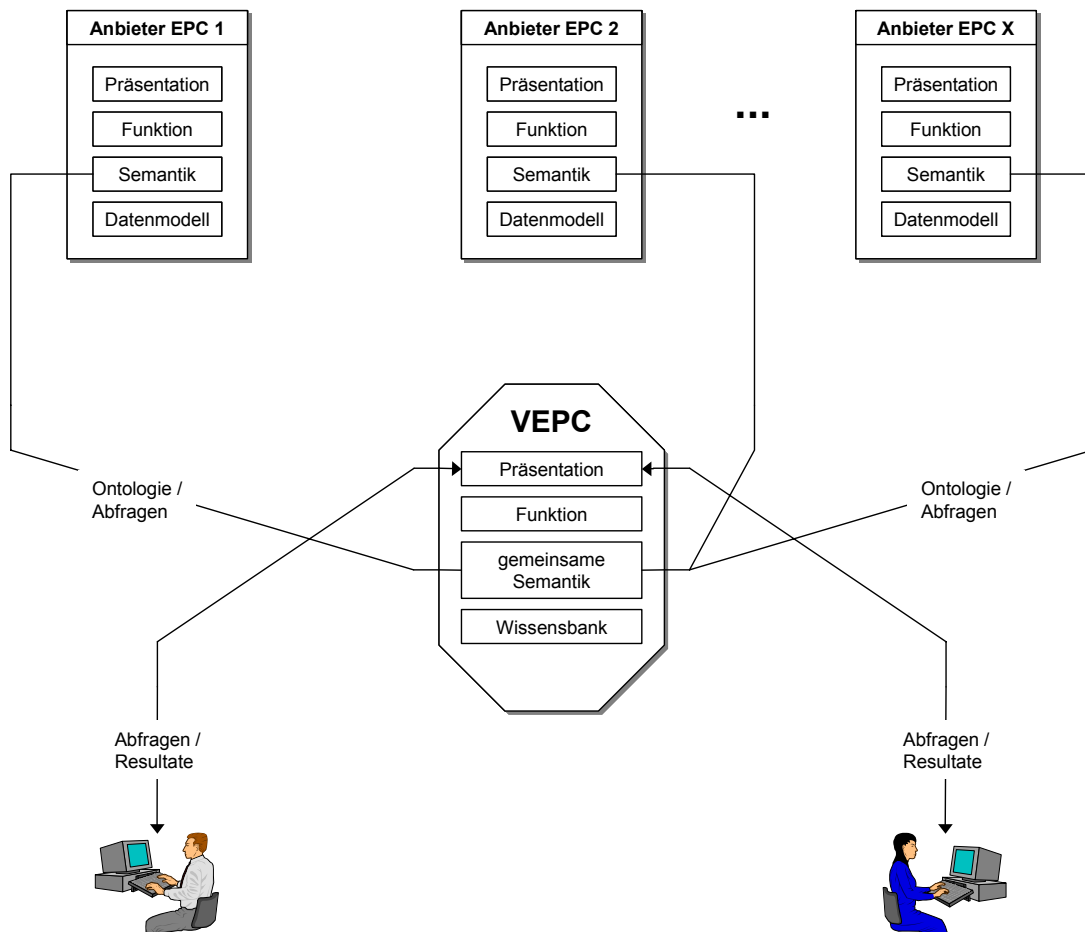 Anbieter EPC 1
Präsentation
Funktion
Semantik
Datenmodell
Anbieter EPC 2
Präsentation
Funktion
Semantik
Datenmodell
...
Anbieter EPC X
Präsentation
Funktion
Semantik
Datenmodell
VEPC
Präsentation
Funktion
gemeinsame
Semantik
Wissensbank
Ontologie /
Abfragen
Ontologie /
Abfragen
Abfragen /
Resultate
Abfragen /
Resultate